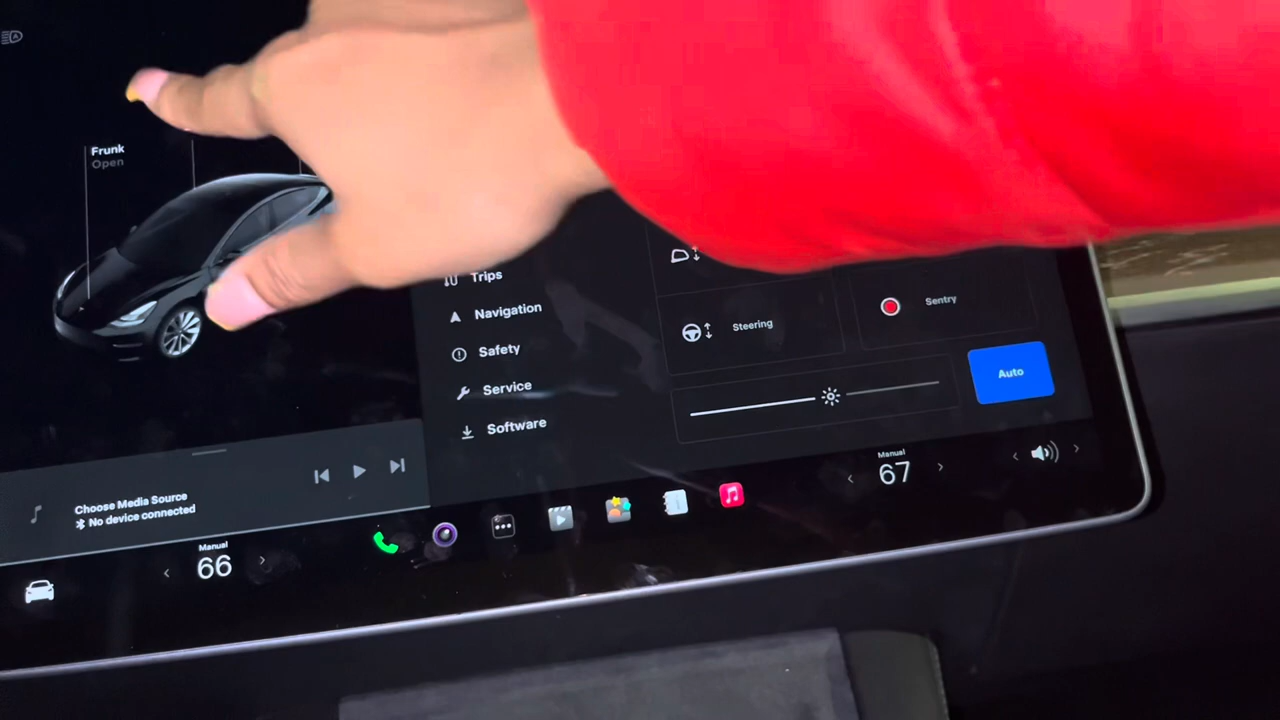 Frunk
Open
Trips
Navigation
Safety
Service
Software
Steering
Sentry
Auto
Choose Media Source
No device connected
Manual
66
Manual
67